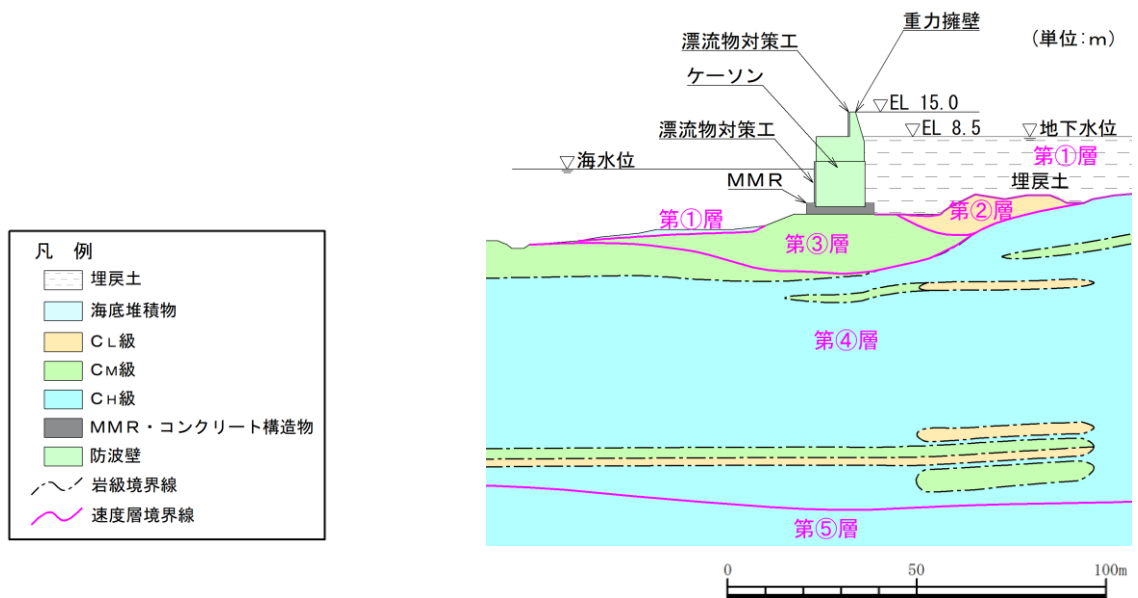 重力擁壁
漂流物対策工
(単位:m)
ケーソン
EL 15.0
漂流物対策工
EL 8.5
地下水位
海水位
第①層
MMR
埋戻土
第②層
第①層
第③層
凡 例
埋戻土
海底堆積物
CL級
CM級
CH級
MMR・コンクリート構造物
防波壁
岩級境界線
速度層境界線
第④層
第⑤層
0 50 100m